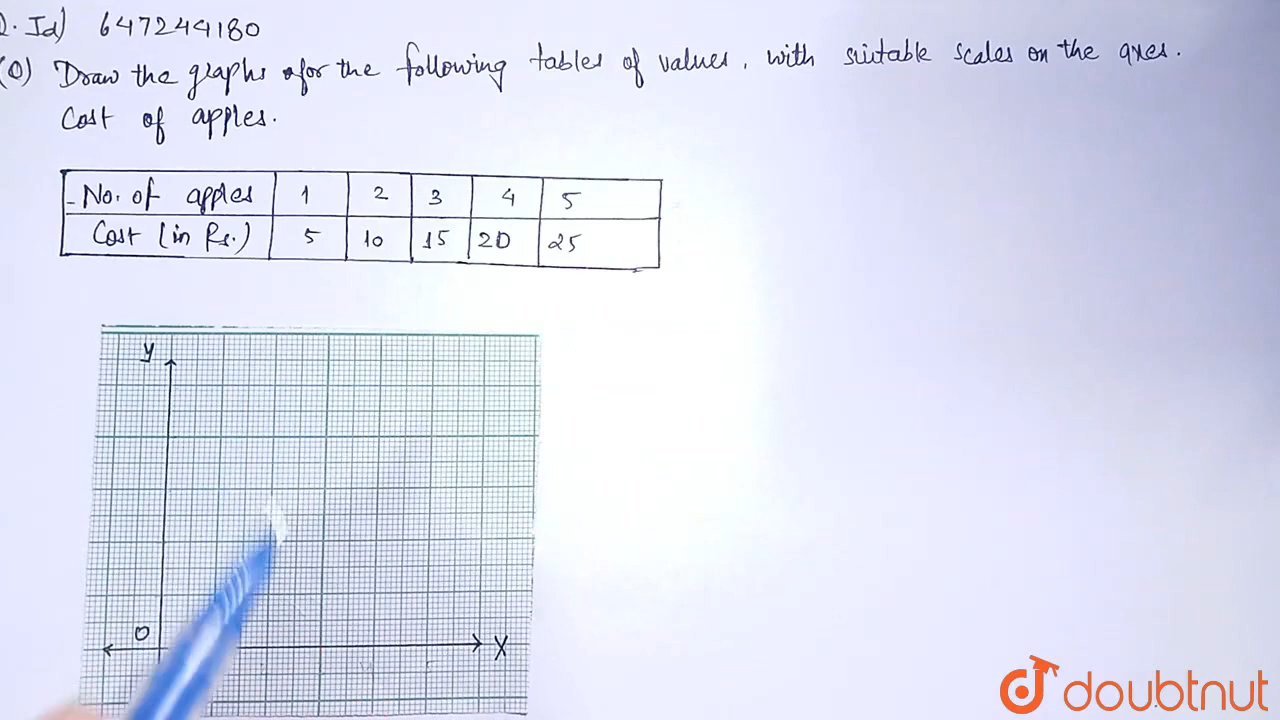 Q. Id) 647244180
(Q) Draw the graphs for the following tables of values, with suitable scales on the axes.
Cost of apples.
No. of apples 1 2 3 4 5
Cost (in Rs.) 5 10 15 20 25
y
O
X
doubtnut